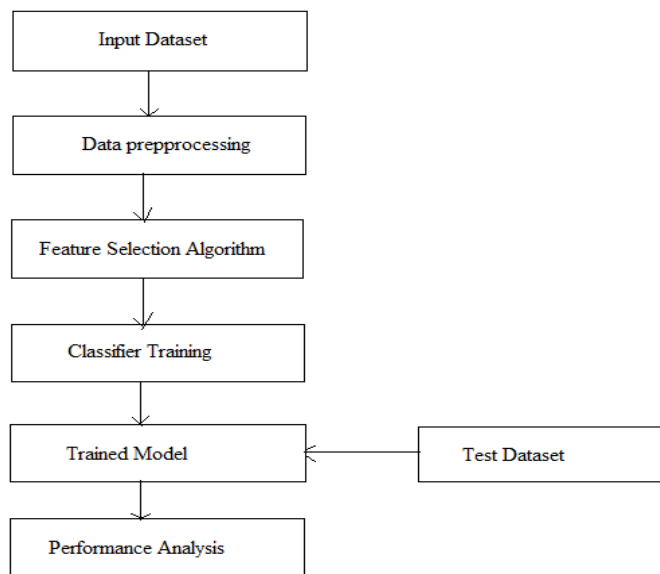 Input Dataset
Data prepprocessing
Feature Selection Algorithm
Classifier Training
Trained Model
Test Dataset
Performance Analysis